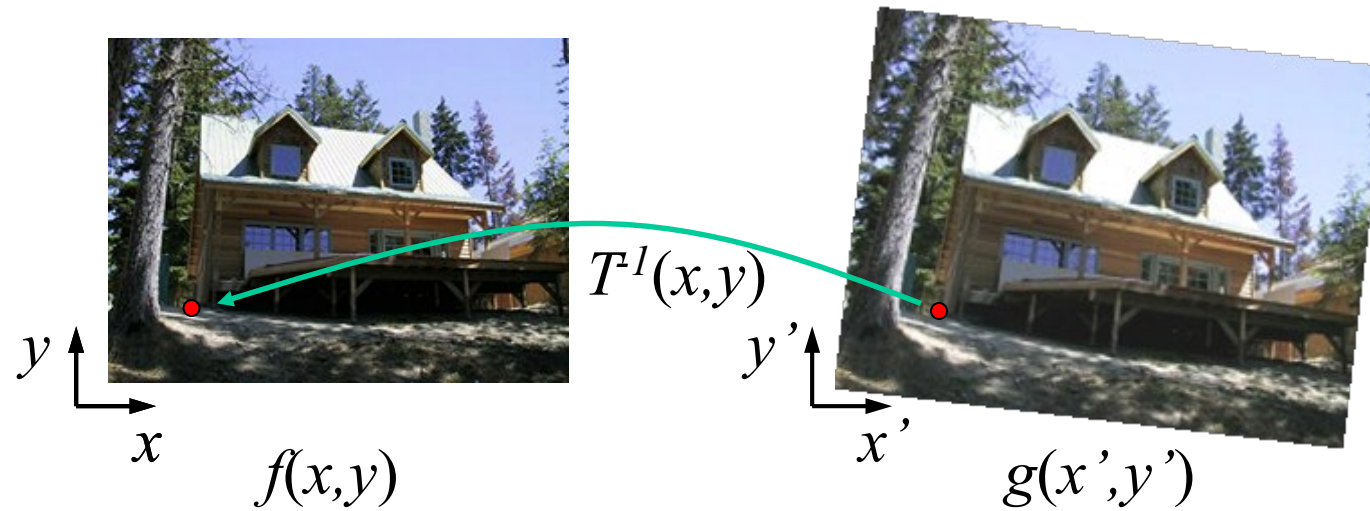 T-1(x,y)
y
x
y’
x’
f(x,y)
g(x’,y’)